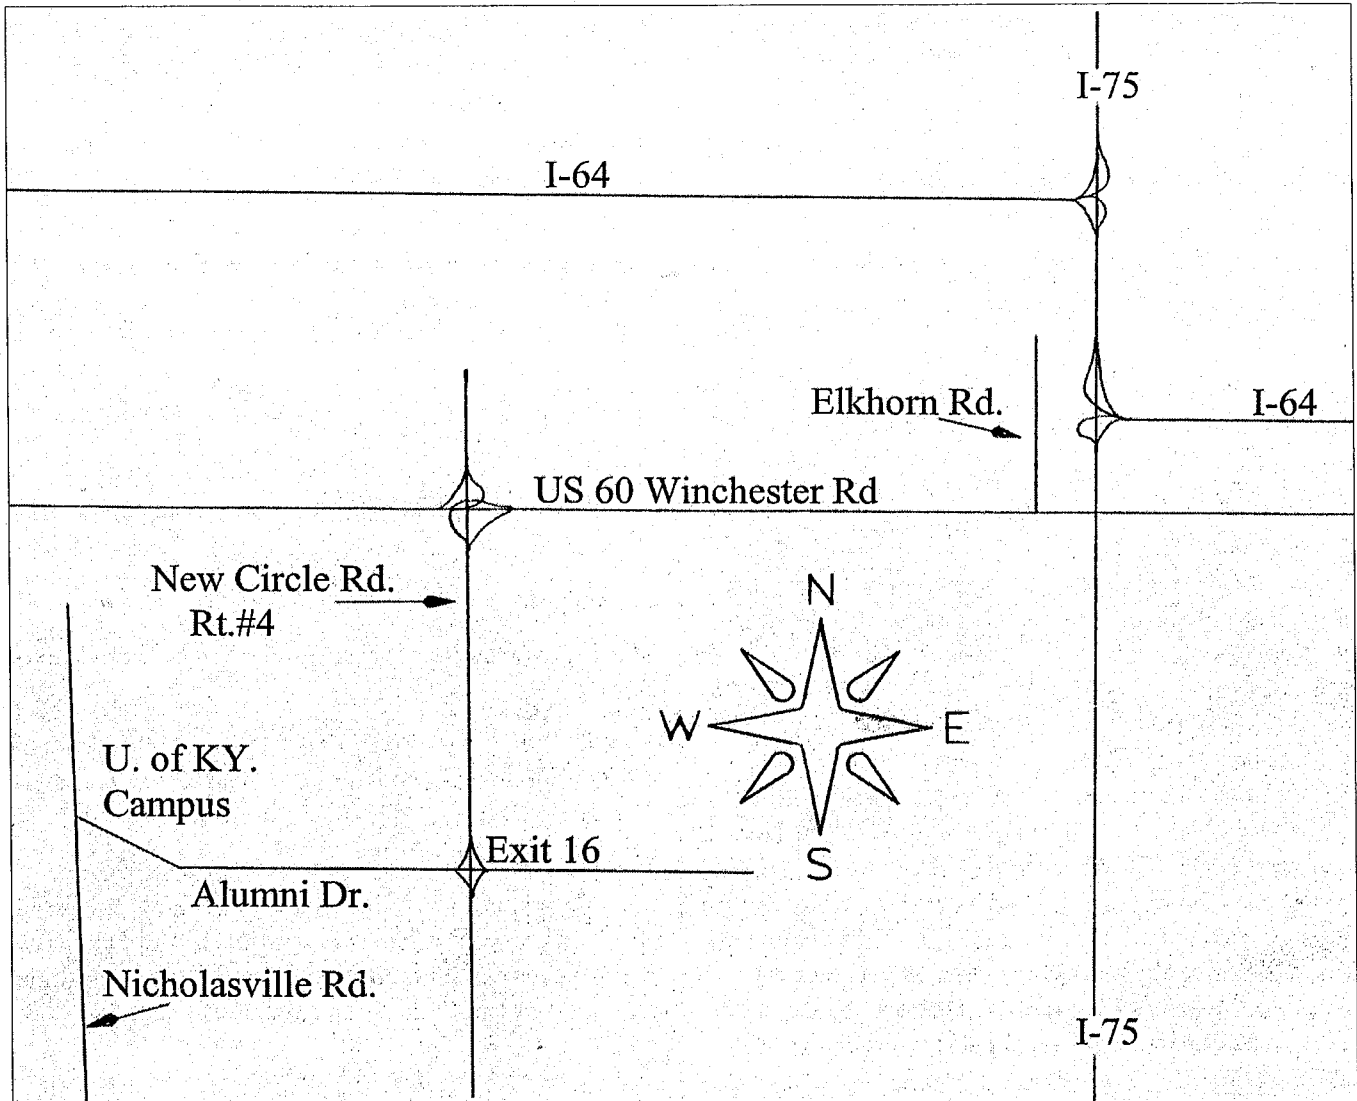 I-75
I-64
Elkhorn Rd.
I-64
US 60 Winchester Rd
New Circle Rd.
Rt.#4
N
W
E
S
U. of KY.
Campus
Exit 16
Alumni Dr.
Nicholasville Rd.
I-75